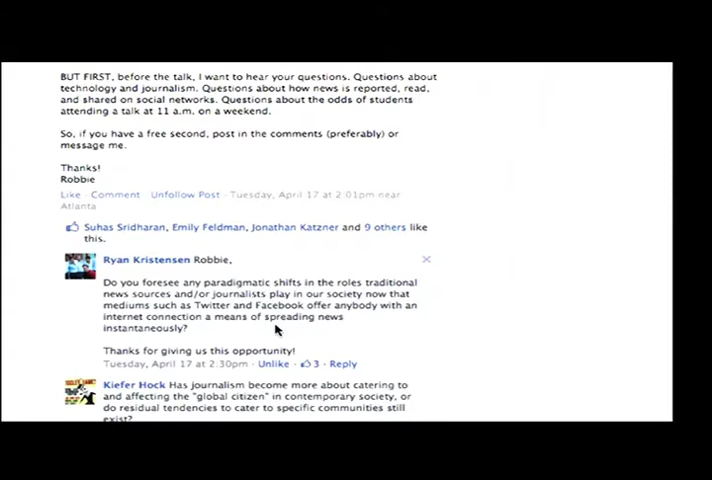 BUT FIRST, before the talk, I want to hear your questions. Questions about
technology and journalism. Questions about how news is reported, read,
and shared on social networks. Questions about the odds of students
attending a talk at 11 a.m. on a weekend.
So, if you have a free second, post in the comments (preferably) or
message me.
Thanks!
Robbie
Like · Comment · Unfollow Post · Tuesday, April 17 at 2:01pm near
Atlanta
Suhas Sridharan, Emily Feldman, Jonathan Katzner and 9 others like
this.
Ryan Kristensen Robbie,
Do you foresee any paradigmatic shifts in the roles traditional
news sources and/or journalists play in our society now that
mediums such as Twitter and Facebook offer anybody with an
internet connection a means of spreading news
instantaneously?
Thanks for giving us this opportunity!
Tuesday, April 17 at 2:30pm · Unlike · 3 · Reply
Kiefer Hock Has journalism become more about catering to
and affecting the "global citizen" in contemporary society, or
do residual tendencies to cater to specific communities still
exist?